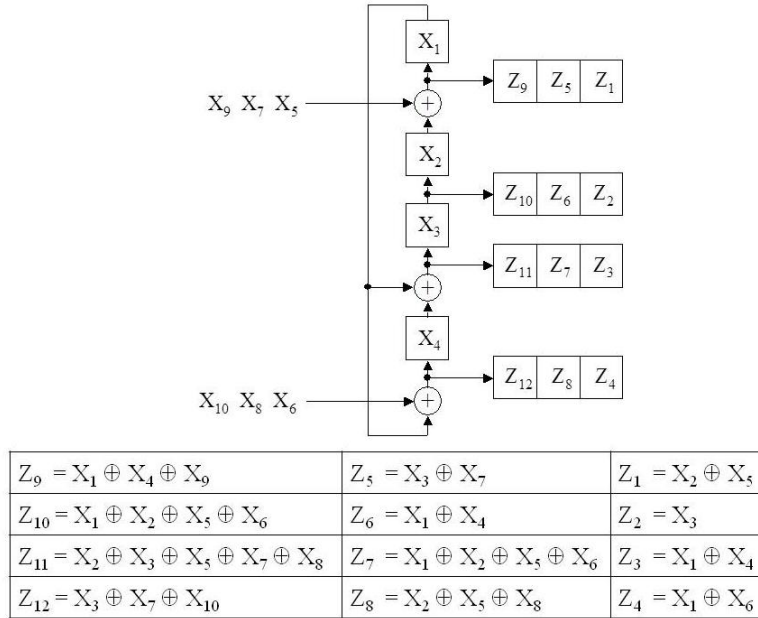 X₁
Z₉ Z₅ Z₁
X₉ X₇ X₅
+
X₂
Z₁₀ Z₆ Z₂
X₃
Z₁₁ Z₇ Z₃
+
X₄
Z₁₂ Z₈ Z₄
X₁₀ X₈ X₆
+
Z₉ = X₁ ⊕ X₄ ⊕ X₉ Z₅ = X₃ ⊕ X₇ Z₁ = X₂ ⊕ X₅
Z₁₀ = X₁ ⊕ X₂ ⊕ X₅ ⊕ X₆ Z₆ = X₁ ⊕ X₄ Z₂ = X₃
Z₁₁ = X₂ ⊕ X₃ ⊕ X₅ ⊕ X₇ ⊕ X₈ Z₇ = X₁ ⊕ X₂ ⊕ X₅ ⊕ X₆ Z₃ = X₁ ⊕ X₄
Z₁₂ = X₃ ⊕ X₇ ⊕ X₁₀ Z₈ = X₂ ⊕ X₅ ⊕ X₈ Z₄ = X₁ ⊕ X₆